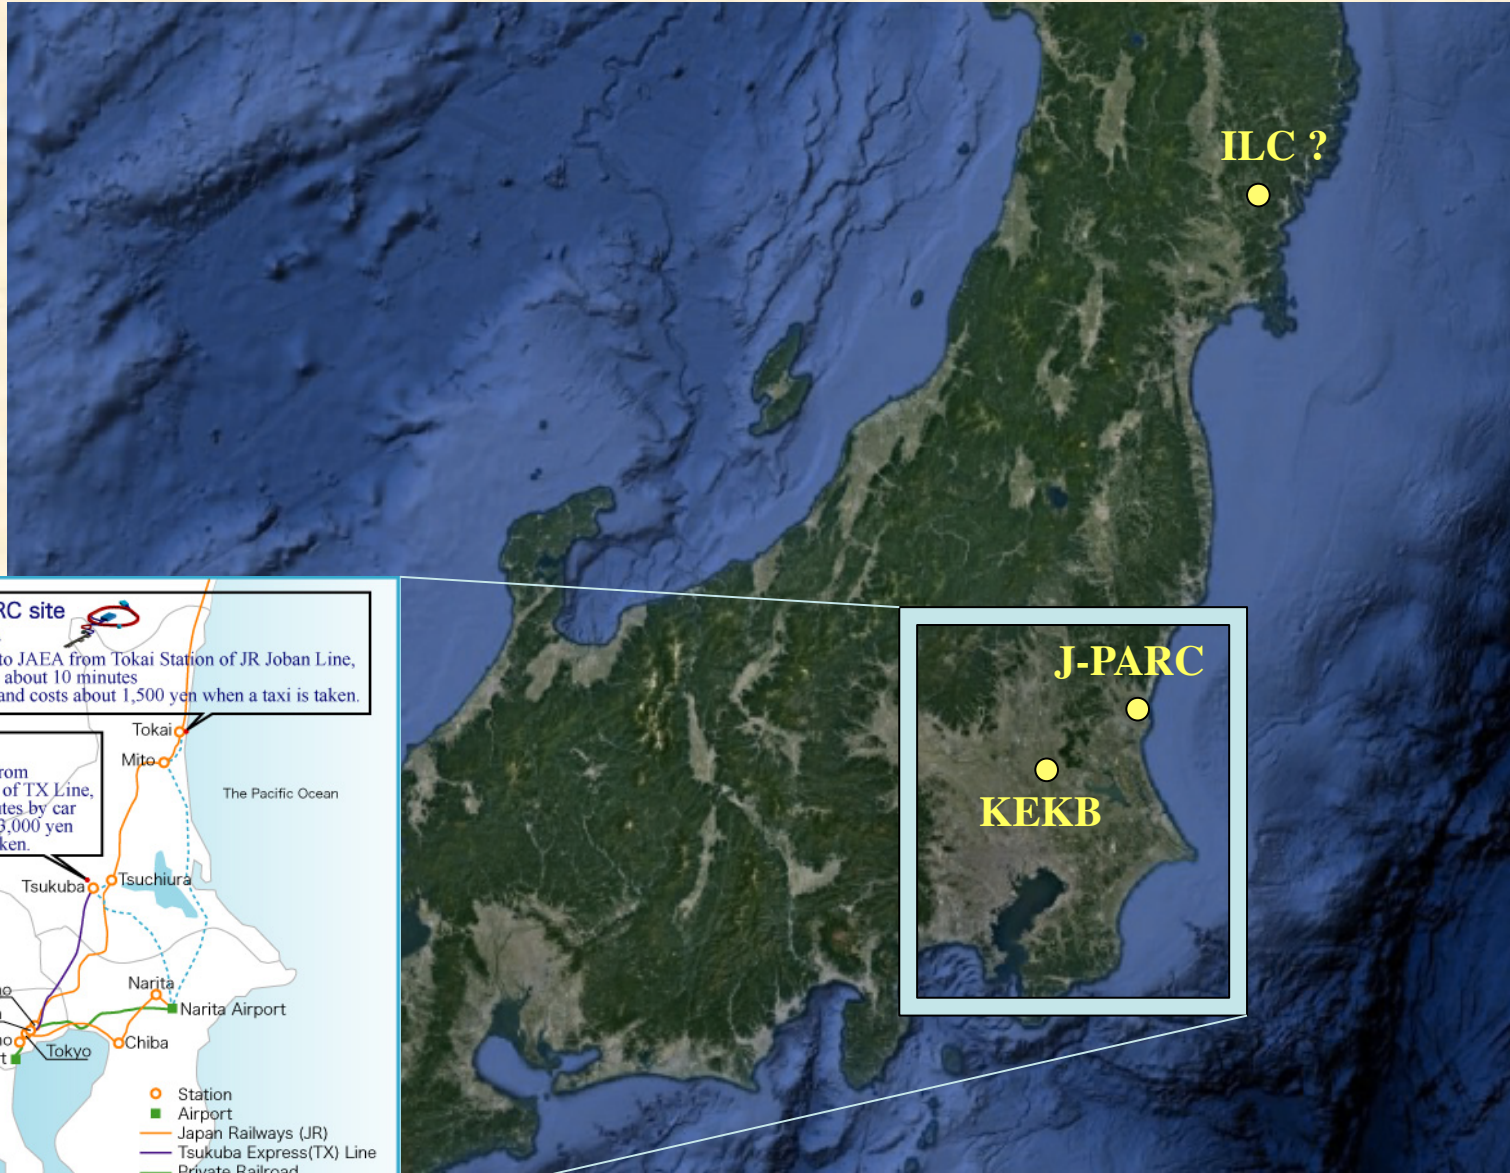 ILC ?
J-PARC
KEKB
RC site
to JAEA from Tokai Station of JR Joban Line,
about 10 minutes
and costs about 1,500 yen when a taxi is taken.
Tokai
Mito
rom
of TX Line,
tes by car
3,000 yen
ken.
The Pacific Ocean
Tsukuba
Tsuchiura
Narita
Narita Airport
Chiba
Tokyo
Station
Airport
Japan Railways (JR)
Tsukuba Express(TX) Line
Private Railroad